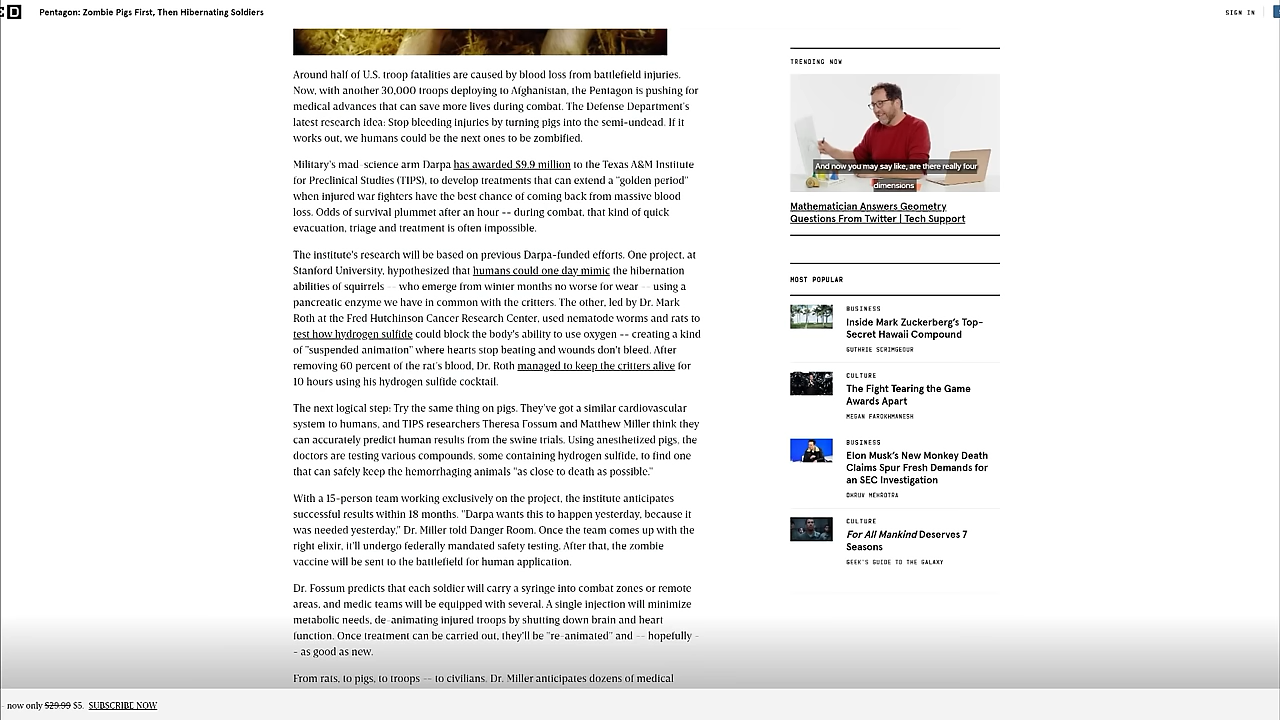 D
Pentagon: Zombie Pigs First, Then Hibernating Soldiers
SIGN IN
Around half of U.S. troop fatalities are caused by blood loss from battlefield injuries.
Now, with another 30,000 troops deploying to Afghanistan, the Pentagon is pushing for
medical advances that can save more lives during combat. The Defense Department's
latest research idea: Stop bleeding injuries by turning pigs into the semi-undead. If it
works out, we humans could be the next ones to be zombified.
Military's mad-science arm Darpa has awarded $9.9 million to the Texas A&M Institute
for Preclinical Studies (TIPS), to develop treatments that can extend a "golden period"
when injured war fighters have the best chance of coming back from massive blood
loss. Odds of survival plummet after an hour -- during combat, that kind of quick
evacuation, triage and treatment is often impossible.
The institute's research will be based on previous Darpa-funded efforts. One project, at
Stanford University, hypothesized that humans could one day mimic the hibernation
abilities of squirrels -- who emerge from winter months no worse for wear -- using a
pancreatic enzyme we have in common with the critters. The other, led by Dr. Mark
Roth at the Fred Hutchinson Cancer Research Center, used nematode worms and rats to
test how hydrogen sulfide could block the body's ability to use oxygen -- creating a kind
of "suspended animation" where hearts stop beating and wounds don't bleed. After
removing 60 percent of the rat's blood, Dr. Roth managed to keep the critters alive for
10 hours using his hydrogen sulfide cocktail.
The next logical step: Try the same thing on pigs. They've got a similar cardiovascular
system to humans, and TIPS researchers Theresa Fossum and Matthew Miller think they
can accurately predict human results from the swine trials. Using anesthetized pigs, the
doctors are testing various compounds, some containing hydrogen sulfide, to find one
that can safely keep the hemorrhaging animals "as close to death as possible."
With a 15-person team working exclusively on the project, the institute anticipates
successful results within 18 months. "Darpa wants this to happen yesterday, because it
was needed yesterday," Dr. Miller told Danger Room. Once the team comes up with the
right elixir, it'll undergo federally mandated safety testing. After that, the zombie
vaccine will be sent to the battlefield for human application.
Dr. Fossum predicts that each soldier will carry a syringe into combat zones or remote
areas, and medic teams will be equipped with several. A single injection will minimize
metabolic needs, de-animating injured troops by shutting down brain and heart
function. Once treatment can be carried out, they'll be "re-animated" and -- hopefully -
- as good as new.
From rats, to pigs, to troops -- to civilians. Dr. Miller anticipates dozens of medical
TRENDING NOW
And now you may say like, are there really four
dimensions
Mathematician Answers Geometry
Questions From Twitter | Tech Support
MOST POPULAR
BUSINESS
Inside Mark Zuckerberg's Top-
Secret Hawaii Compound
GUTHRIE SCRIMGEOUR
CULTURE
The Fight Tearing the Game
Awards Apart
MEGAN FAROKHMANESH
BUSINESS
Elon Musk's New Monkey Death
Claims Spur Fresh Demands for
an SEC Investigation
DHRUV MEHROTRA
CULTURE
For All Mankind Deserves 7
Seasons
GEEK'S GUIDE TO THE GALAXY
- now only $29.99 $5. SUBSCRIBE NOW